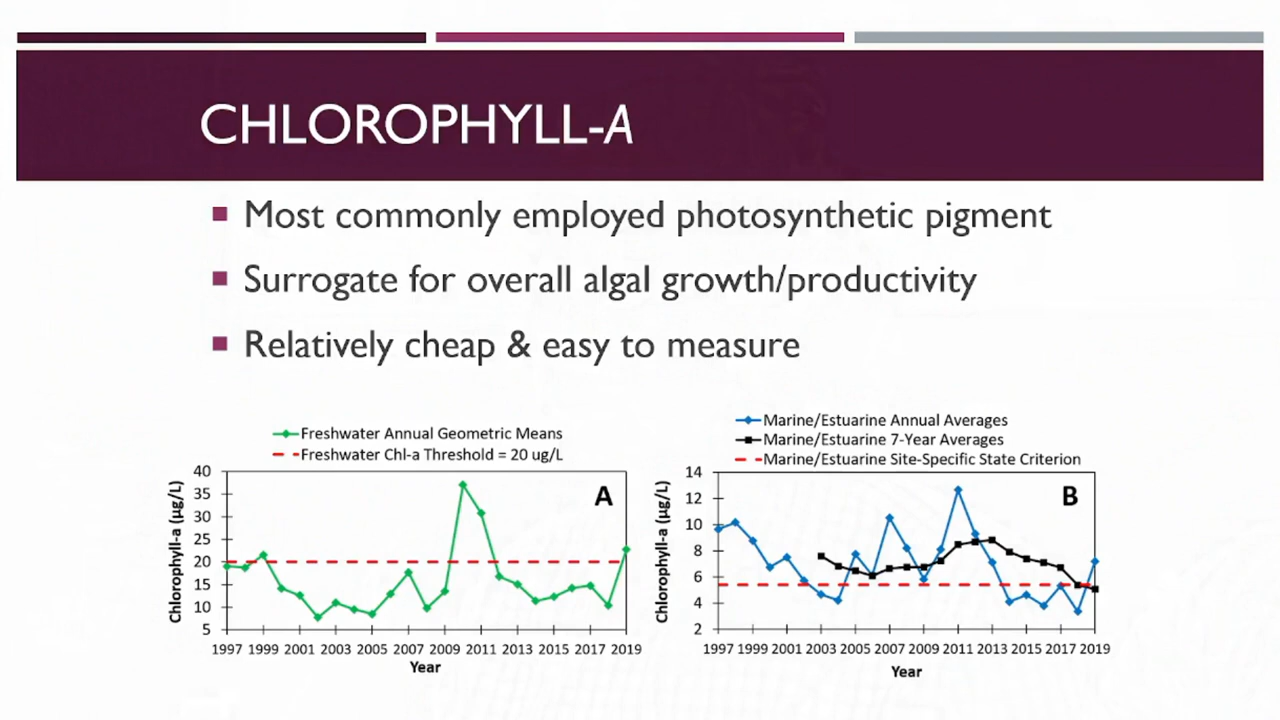 CHLOROPHYLL-A
Most commonly employed photosynthetic pigment
Surrogate for overall algal growth/productivity
Relatively cheap & easy to measure
Freshwater Annual Geometric Means
Freshwater Chl-a Threshold = 20 ug/L
A
Chlorophyll-a (µg/L)
40
35
30
25
20
15
10
5
1997 1999 2001 2003 2005 2007 2009 2011 2013 2015 2017 2019
Year
Marine/Estuarine Annual Averages
Marine/Estuarine 7-Year Averages
Marine/Estuarine Site-Specific State Criterion
B
Chlorophyll-a (µg/L)
14
12
10
8
6
4
2
1997 1999 2001 2003 2005 2007 2009 2011 2013 2015 2017 2019
Year